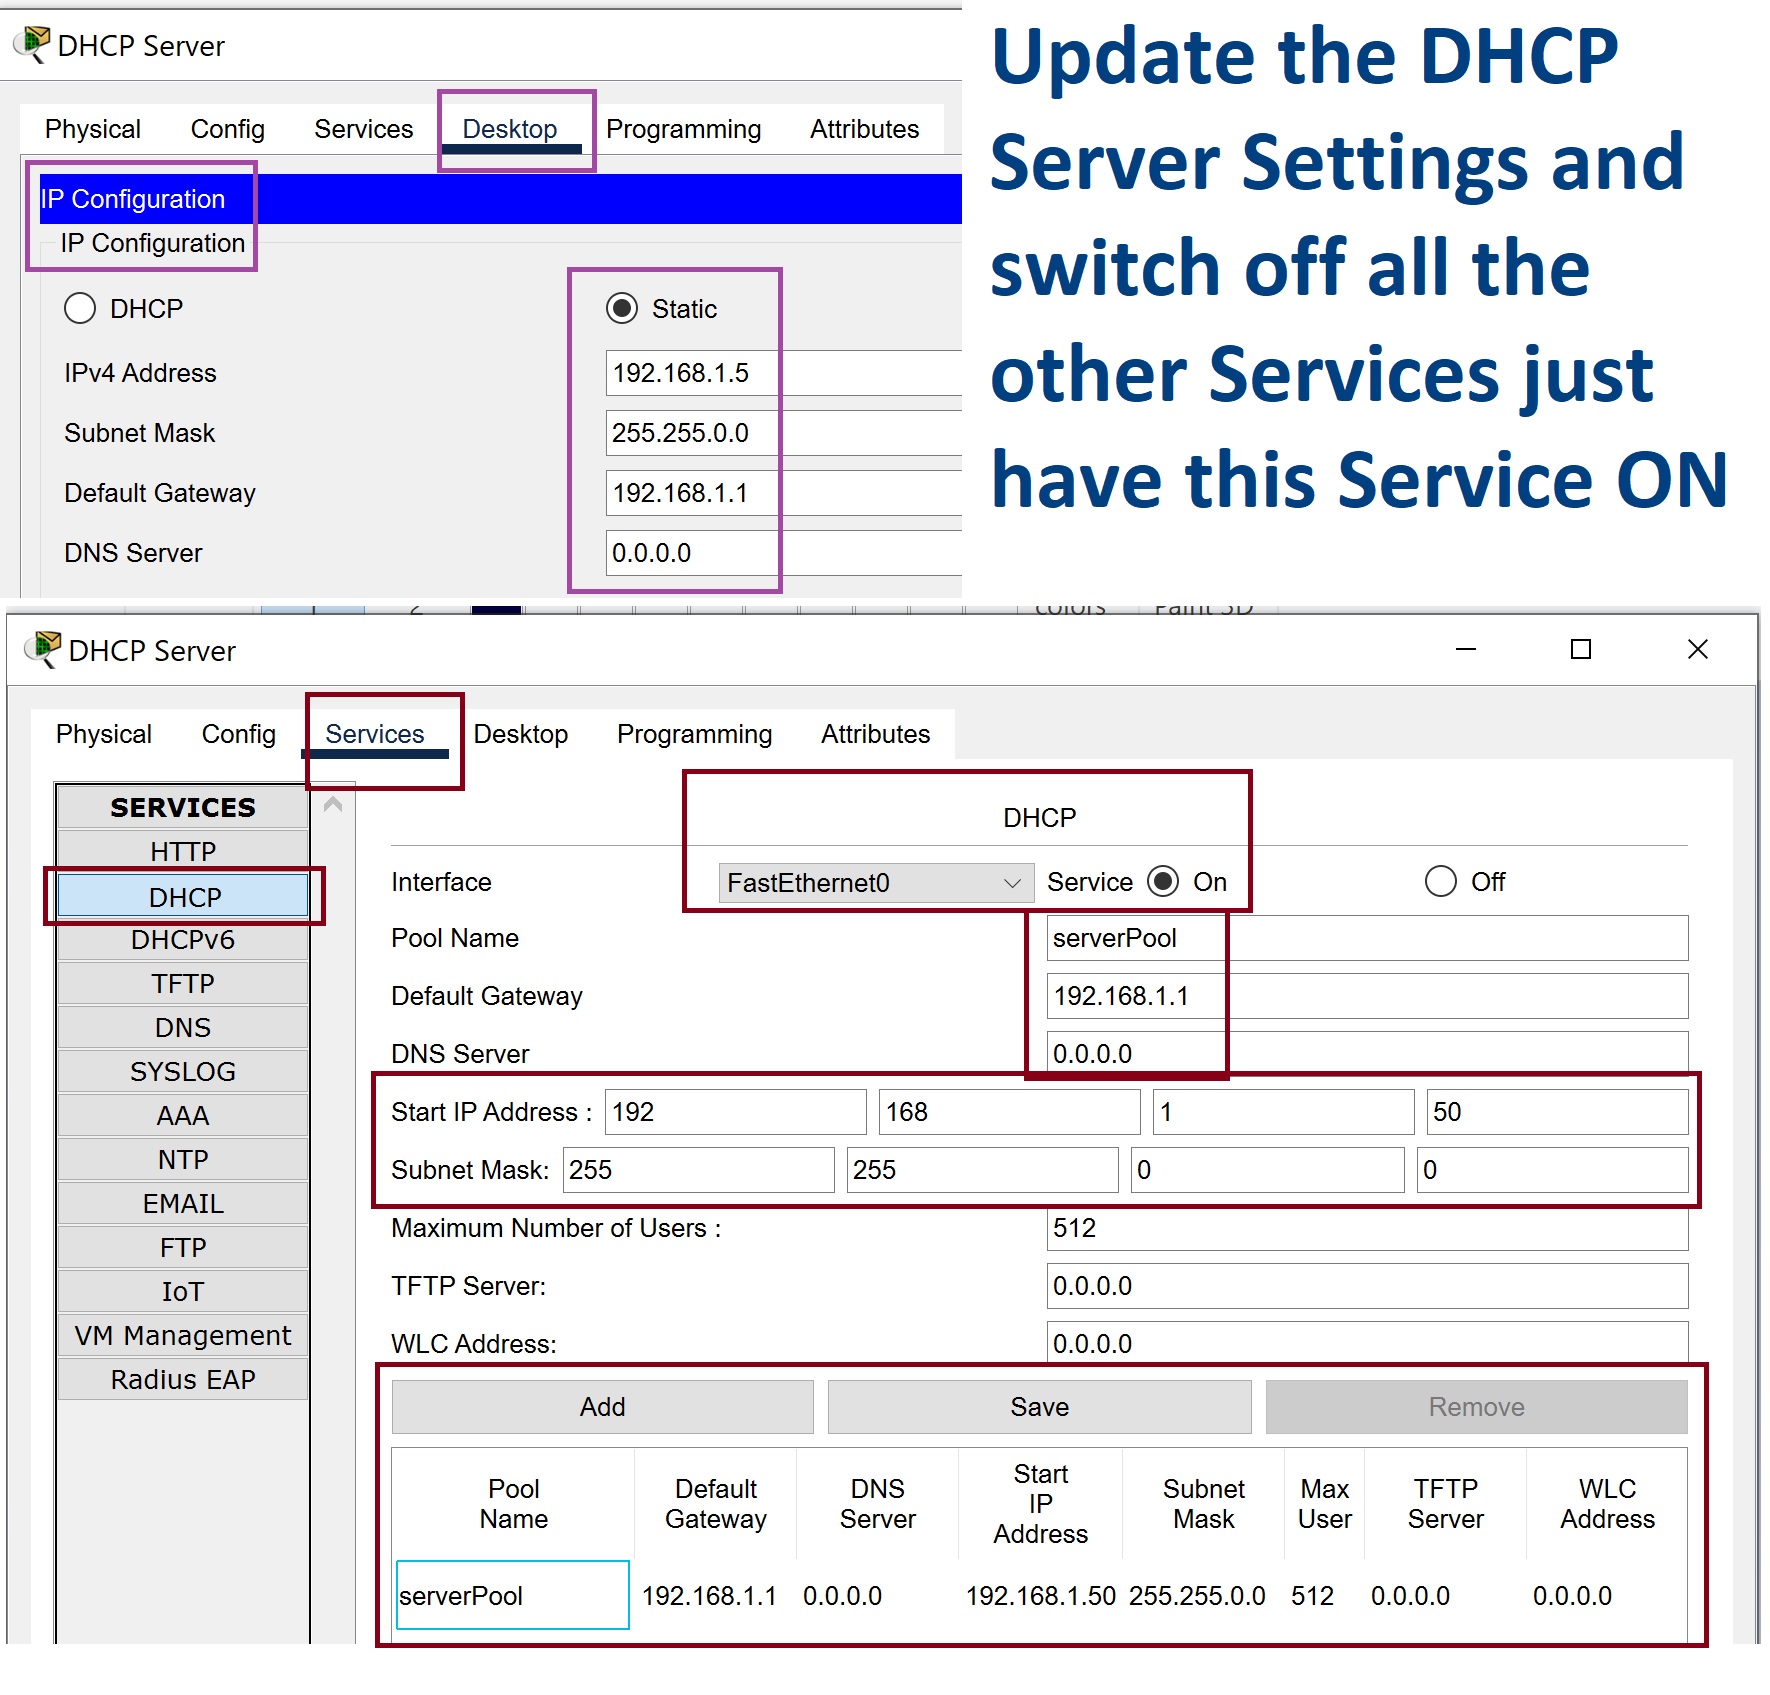 DHCP Server
Physical Config Services Desktop Programming Attributes
IP Configuration
IP Configuration
DHCP Static
IPv4 Address 192.168.1.5
Subnet Mask 255.255.0.0
Default Gateway 192.168.1.1
DNS Server 0.0.0.0
Update the DHCP
Server Settings and
switch off all the
other Services just
have this Service ON
1 2 colors Paint 3D
DHCP Server
Physical Config Services Desktop Programming Attributes
SERVICES
HTTP
DHCP
DHCPv6
TFTP
DNS
SYSLOG
AAA
NTP
EMAIL
FTP
IoT
VM Management
Radius EAP
DHCP
Interface FastEthernet0 Service On Off
Pool Name serverPool
Default Gateway 192.168.1.1
DNS Server 0.0.0.0
Start IP Address : 192 168 1 50
Subnet Mask: 255 255 0 0
Maximum Number of Users : 512
TFTP Server: 0.0.0.0
WLC Address: 0.0.0.0
Add Save Remove
Pool Name Default Gateway DNS Server Start IP Address Subnet Mask Max User TFTP Server WLC Address
serverPool 192.168.1.1 0.0.0.0 192.168.1.50 255.255.0.0 512 0.0.0.0 0.0.0.0